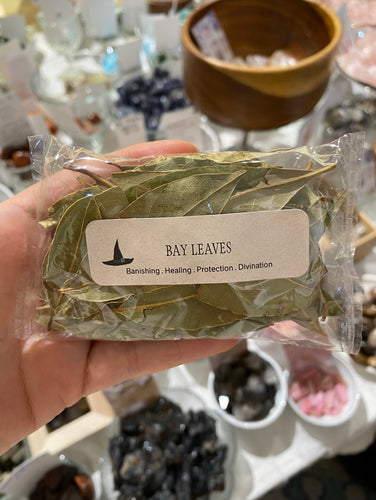 BAY LEAVES
Banishing . Healing . Protection . Divination